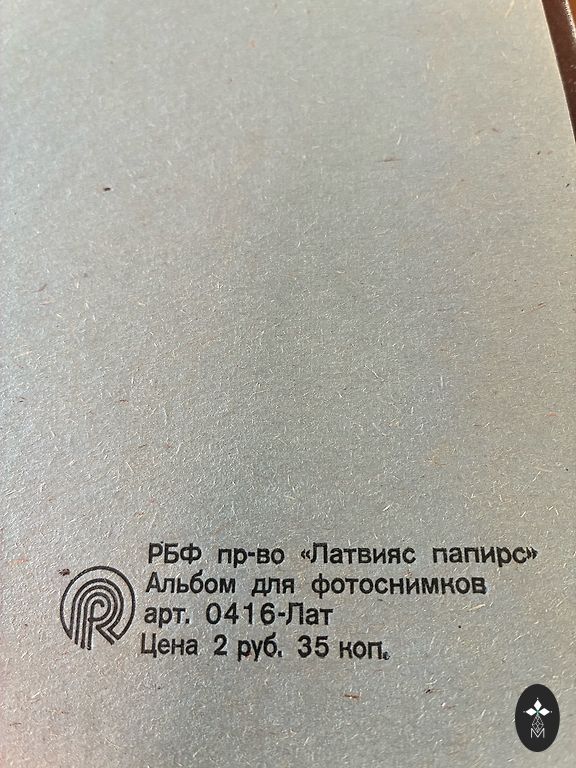 РБФ пр-во «Латвияс папирс»
Альбом для фотоснимков
арт. 0416-Лат
Цена 2 руб. 35 коп.